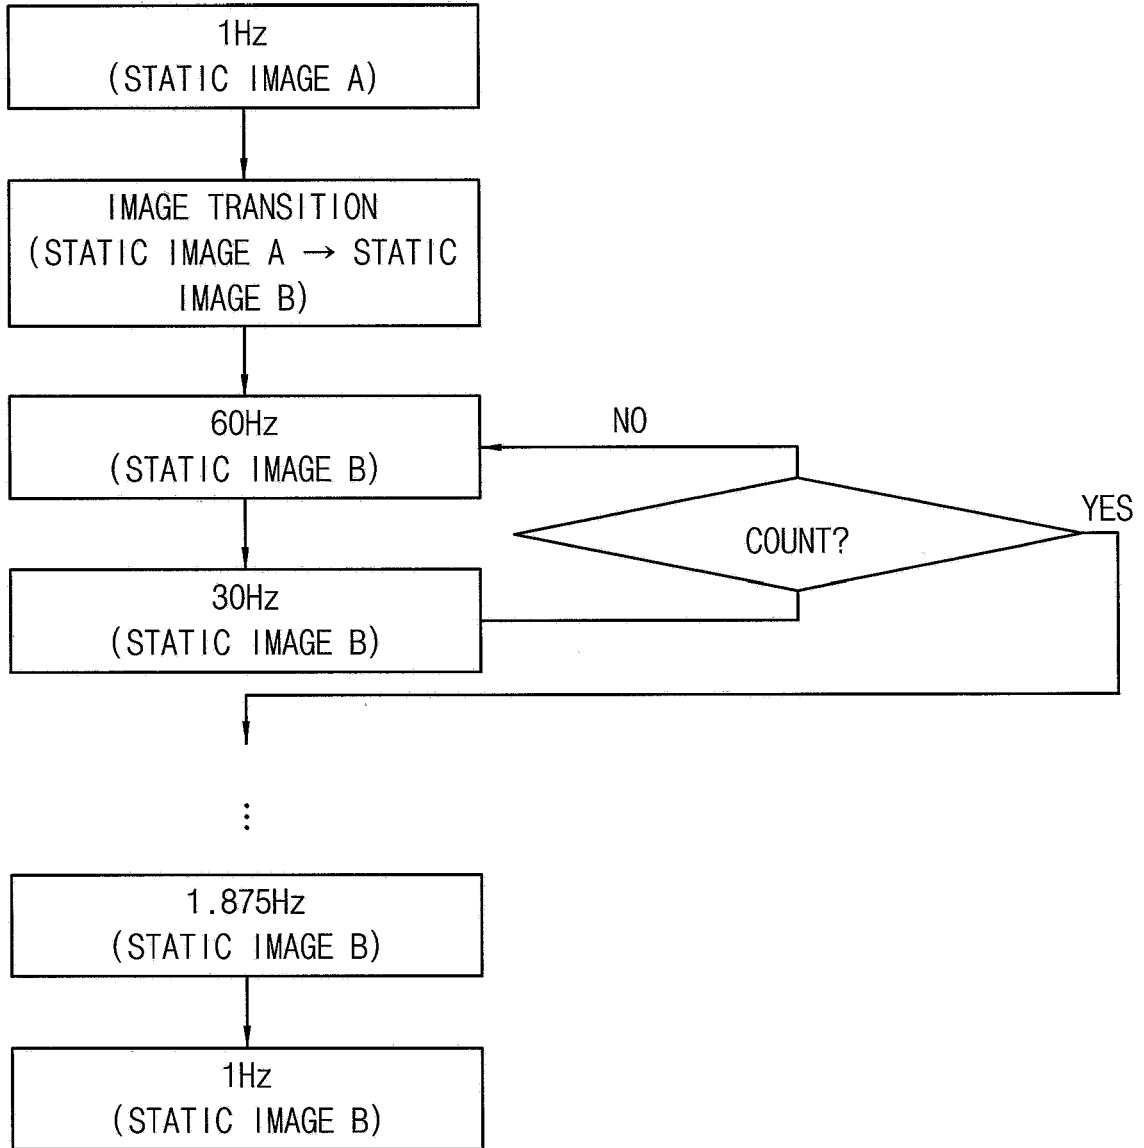 1Hz
(STATIC IMAGE A)
IMAGE TRANSITION
(STATIC IMAGE A → STATIC
IMAGE B)
60Hz
(STATIC IMAGE B)
NO
YES
COUNT?
30Hz
(STATIC IMAGE B)
⋮
1.875Hz
(STATIC IMAGE B)
1Hz
(STATIC IMAGE B)